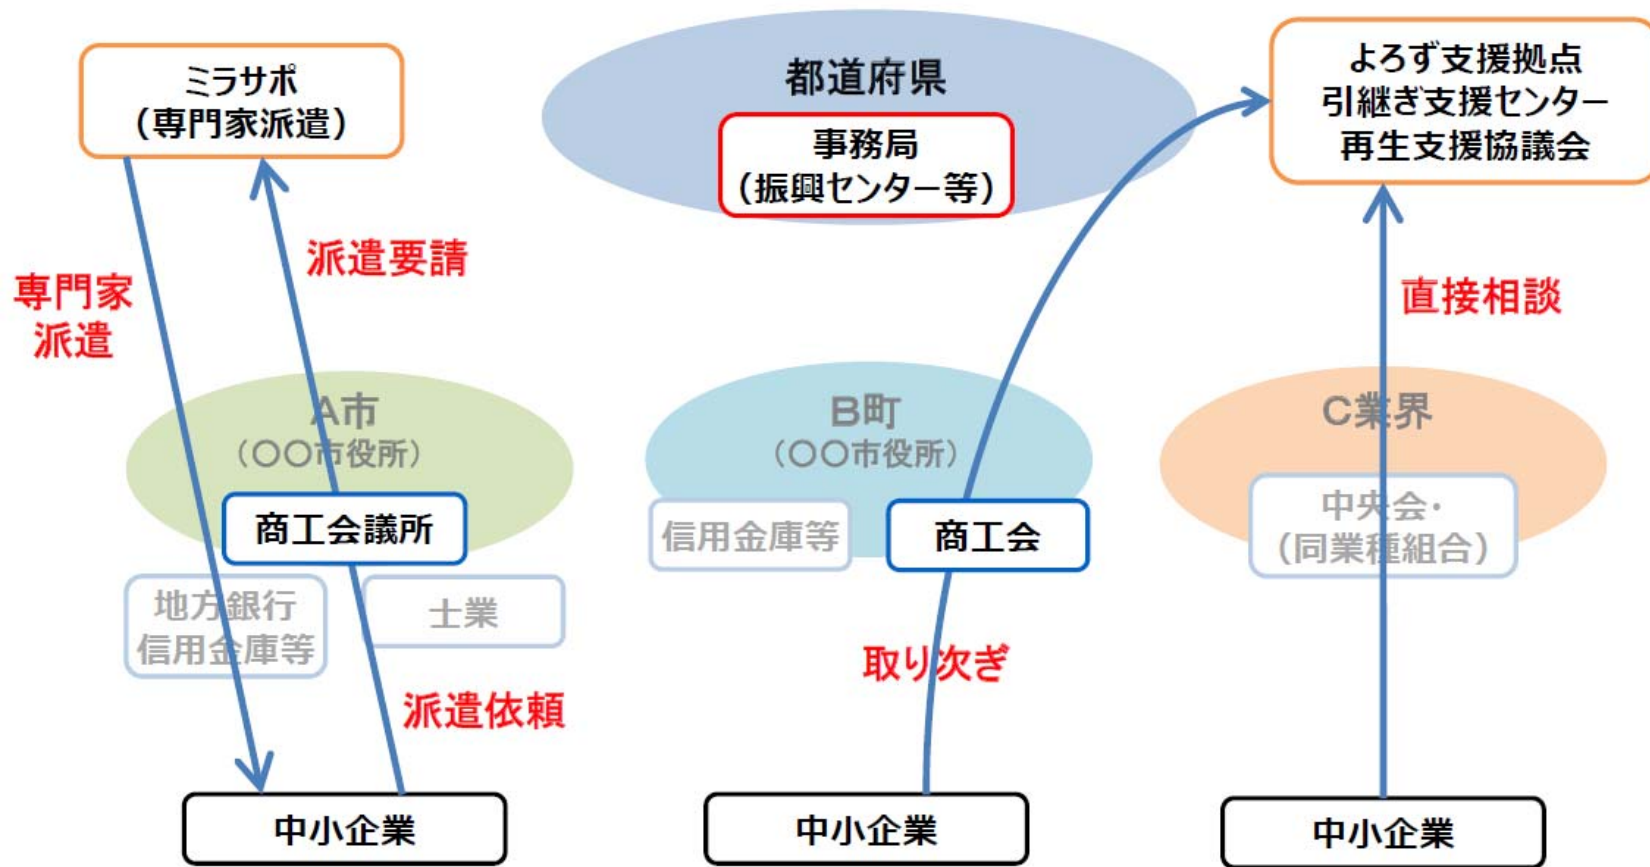 ミラサポ
（専門家派遣）
都道府県
事務局
（振興センター等）
よろず支援拠点
引継ぎ支援センター
再生支援協議会
専門家
派遣
派遣要請
直接相談
A市
（〇〇市役所）
商工会議所
地方銀行
信用金庫等
士業
派遣依頼
B町
（〇〇市役所）
信用金庫等
商工会
取り次ぎ
C業界
中央会・
（同業種組合）
中小企業
中小企業
中小企業